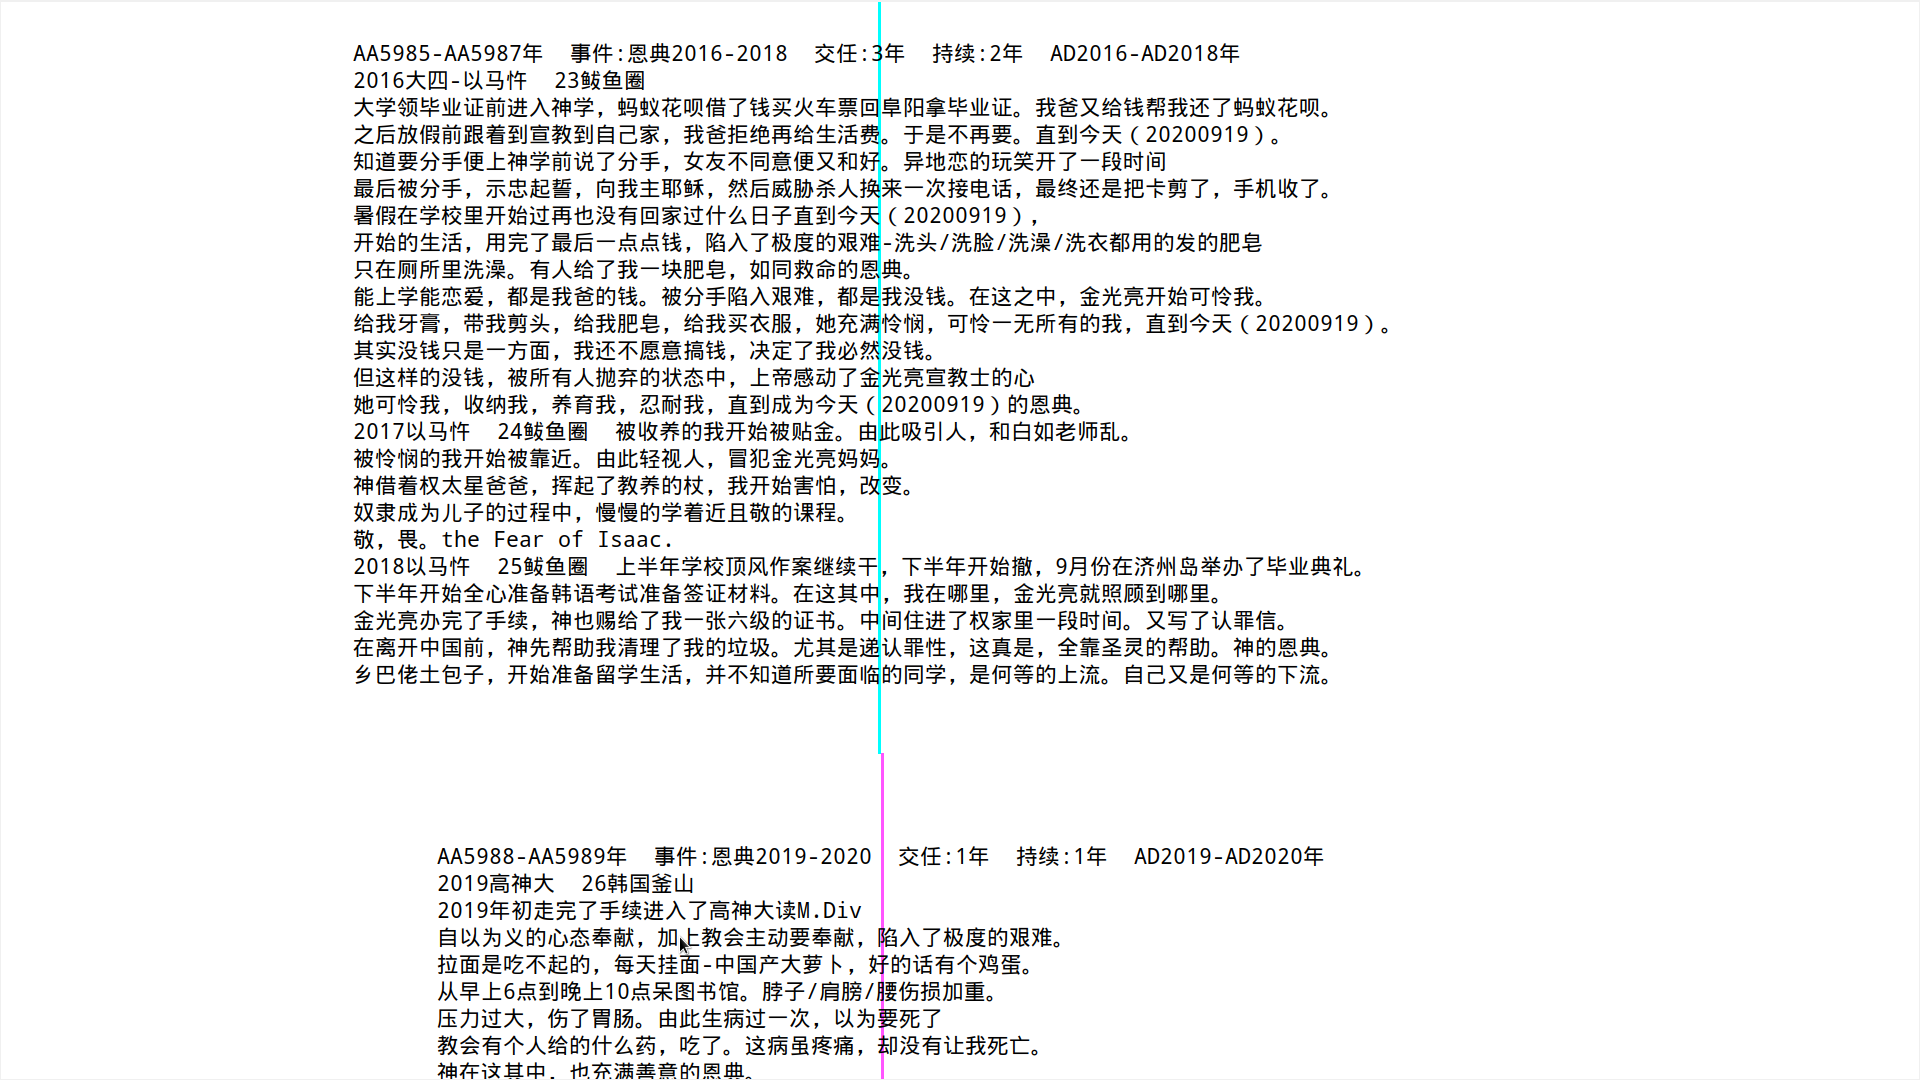 AA5985-AA5987年  事件:恩典2016-2018  交任:3年  持续:2年  AD2016-AD2018年
2016大四-以马忤  23鲅鱼圈
大学领毕业证前进入神学，蚂蚁花呗借了钱买火车票回阜阳拿毕业证。我爸又给钱帮我还了蚂蚁花呗。
之后放假前跟着到宣教到自己家，我爸拒绝再给生活费。于是不再要。直到今天（20200919）。
知道要分手便上神学前说了分手，女友不同意便又和好。异地恋的玩笑开了一段时间
最后被分手，示忠起誓，向我主耶稣，然后威胁杀人换来一次接电话，最终还是把卡剪了，手机收了。
暑假在学校里开始过再也没有回家过什么日子直到今天（20200919），
开始的生活，用完了最后一点点钱，陷入了极度的艰难-洗头/洗脸/洗澡/洗衣都用的发的肥皂
只在厕所里洗澡。有人给了我一块肥皂，如同救命的恩典。
能上学能恋爱，都是我爸的钱。被分手陷入艰难，都是我没钱。在这之中，金光亮开始可怜我。
给我牙膏，带我剪头，给我肥皂，给我买衣服，她充满怜悯，可怜一无所有的我，直到今天（20200919）。
其实没钱只是一方面，我还不愿意搞钱，决定了我必然没钱。
但这样的没钱，被所有人抛弃的状态中，上帝感动了金光亮宣教士的心
她可怜我，收纳我，养育我，忍耐我，直到成为今天（20200919）的恩典。
2017以马忤  24鲅鱼圈  被收养的我开始被贴金。由此吸引人，和白如老师乱。
被怜悯的我开始被靠近。由此轻视人，冒犯金光亮妈妈。
神借着权太星爸爸，挥起了教养的杖，我开始害怕，改变。
奴隶成为儿子的过程中，慢慢的学着近且敬的课程。
敬，畏。the Fear of Isaac.
2018以马忤  25鲅鱼圈  上半年学校顶风作案继续干，下半年开始撤，9月份在济州岛举办了毕业典礼。
下半年开始全心准备韩语考试准备签证材料。在这其中，我在哪里，金光亮就照顾到哪里。
金光亮办完了手续，神也赐给了我一张六级的证书。中间住进了权家里一段时间。又写了认罪信。
在离开中国前，神先帮助我清理了我的垃圾。尤其是递认罪性，这真是，全靠圣灵的帮助。神的恩典。
乡巴佬土包子，开始准备留学生活，并不知道所要面临的同学，是何等的上流。自己又是何等的下流。
AA5988-AA5989年  事件:恩典2019-2020  交任:1年  持续:1年  AD2019-AD2020年
2019高神大  26韩国釜山
2019年初走完了手续进入了高神大读M.Div
自以为义的心态奉献，加上教会主动要奉献，陷入了极度的艰难。
拉面是吃不起的，每天挂面-中国产大萝卜，好的话有个鸡蛋。
从早上6点到晚上10点呆图书馆。脖子/肩膀/腰伤损加重。
压力过大，伤了胃肠。由此生病过一次，以为要死了
教会有个人给的什么药，吃了。这病虽疼痛，却没有让我死亡。
神在这其中，也充满善意的恩典。